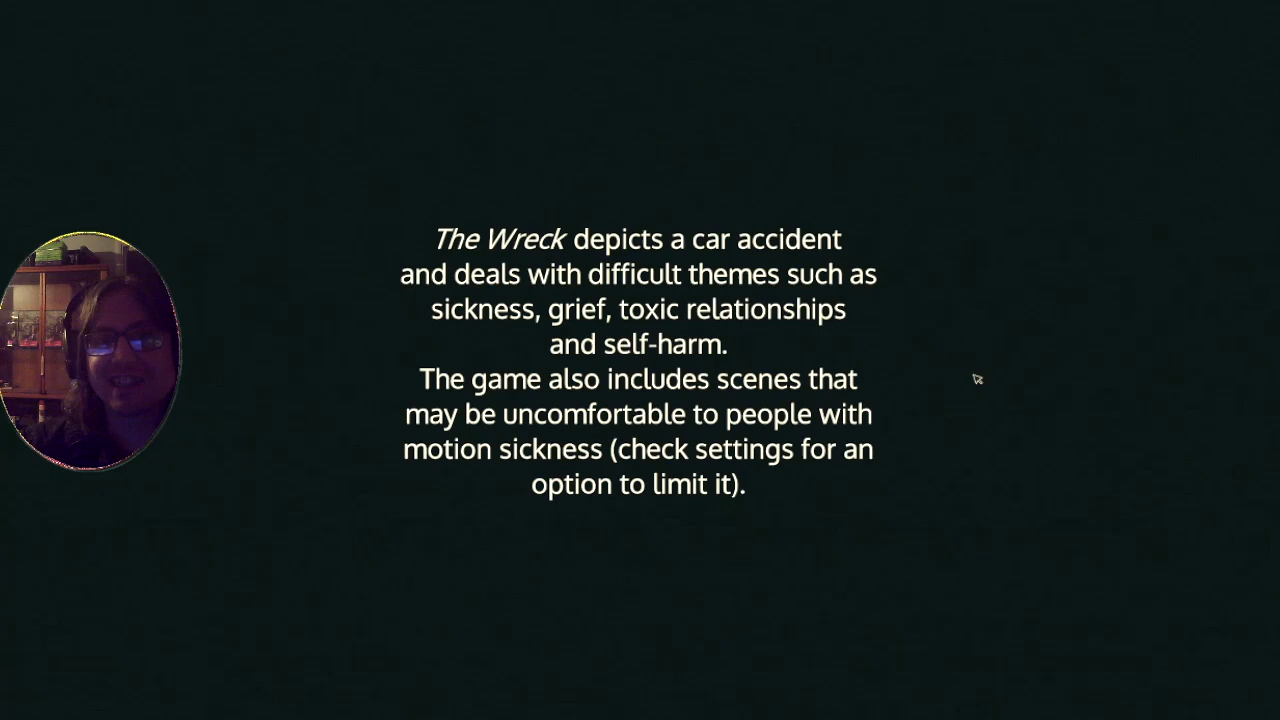 The Wreck depicts a car accident
and deals with difficult themes such as
sickness, grief, toxic relationships
and self-harm.
The game also includes scenes that
may be uncomfortable to people with
motion sickness (check settings for an
option to limit it).